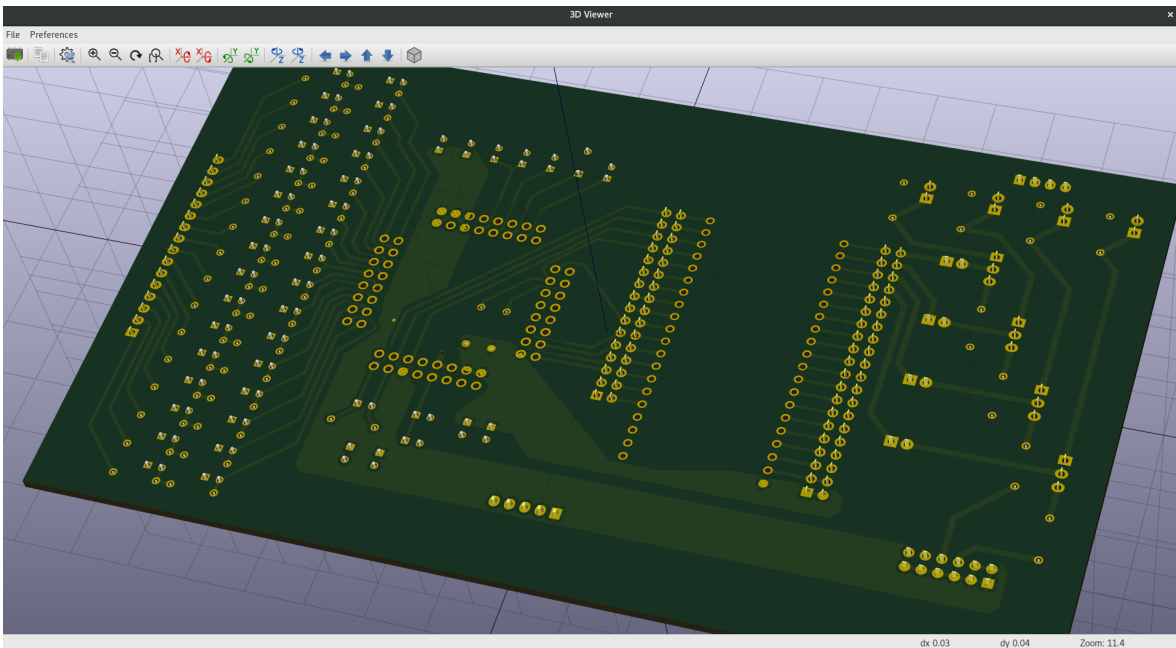 3D Viewer
×
File Preferences
X X Y Y Z Z
dx 0.03 dy 0.04 Zoom: 11.4